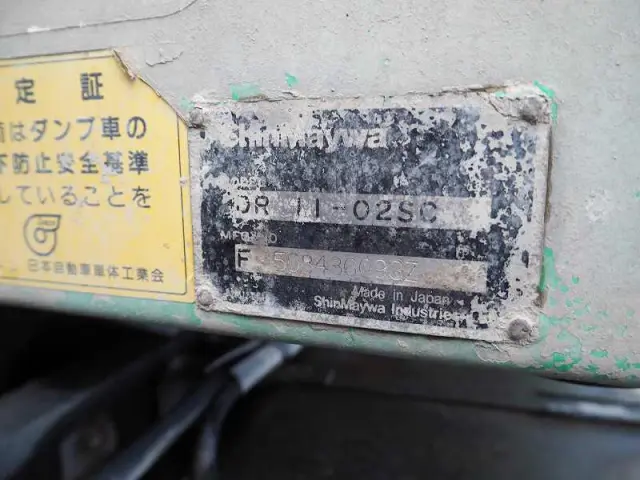 定 証
はダンプ車の
下防止安全基準
していることを
日本自動車車体工業会
ShinMaywa
MODEL
DR 11-02SC
Made in Japan
ShinMaywa Industries